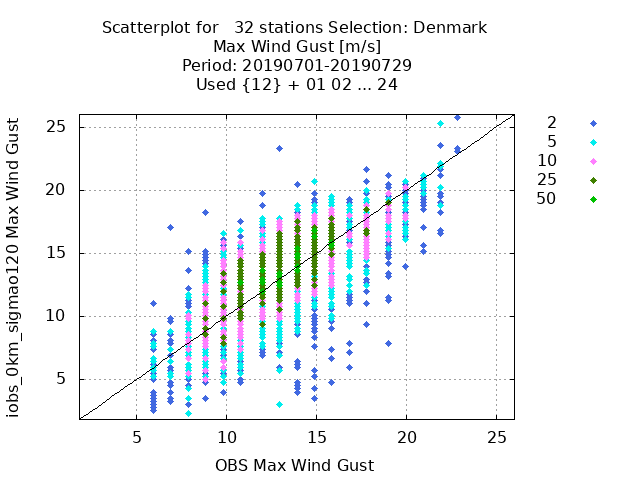 Scatterplot for   32 stations Selection: Denmark
Max Wind Gust [m/s]
Period: 20190701-20190729
Used {12} + 01 02 ... 24
iobs_0km_sigmao120 Max Wind Gust
25
20
15
10
5
5 10 15 20 25
OBS Max Wind Gust
2
5
10
25
50